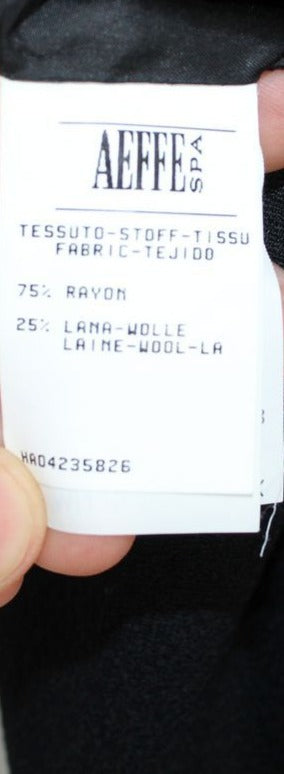 AEFFE SPA
TESSUTO-STOFF-TISSU
FABRIC-TEJIDO
75% RAYON
25% LANA-WOLLE
LAINE-WOOL-LA
HA04235826